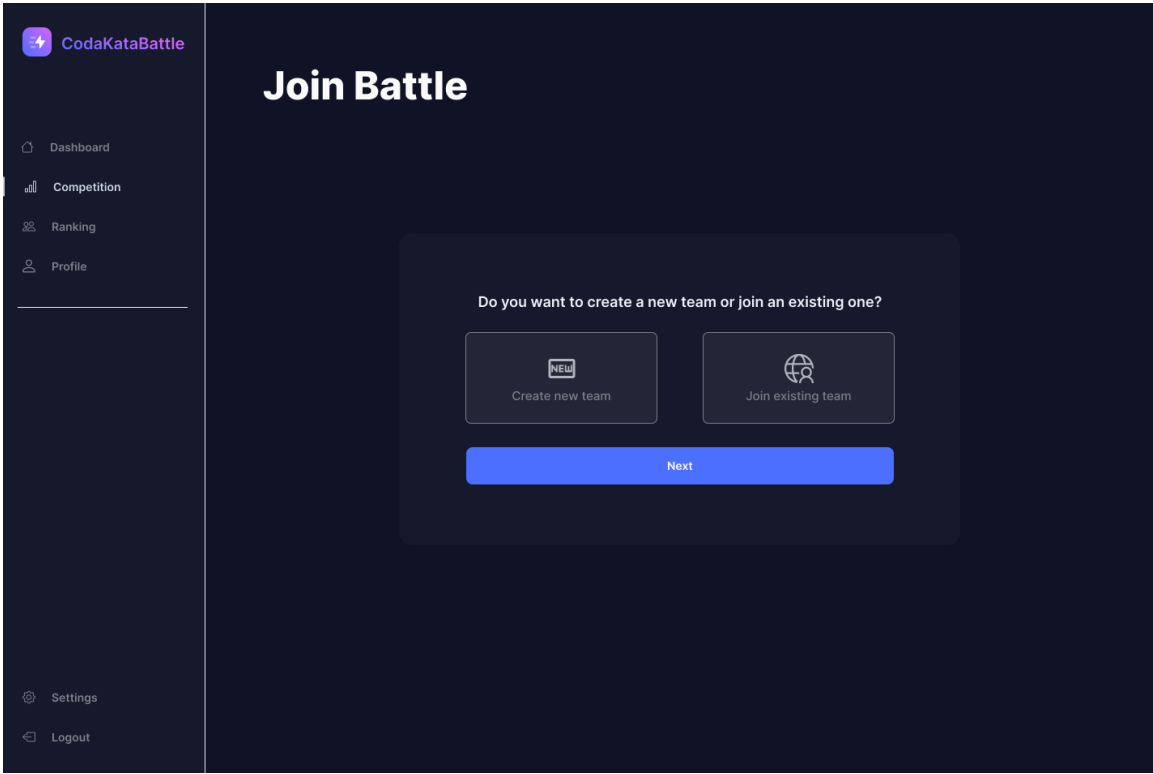 CodaKataBattle
Dashboard
Competition
Ranking
Profile
Settings
Logout
Join Battle
Do you want to create a new team or join an existing one?
NEW
Create new team
Join existing team
Next